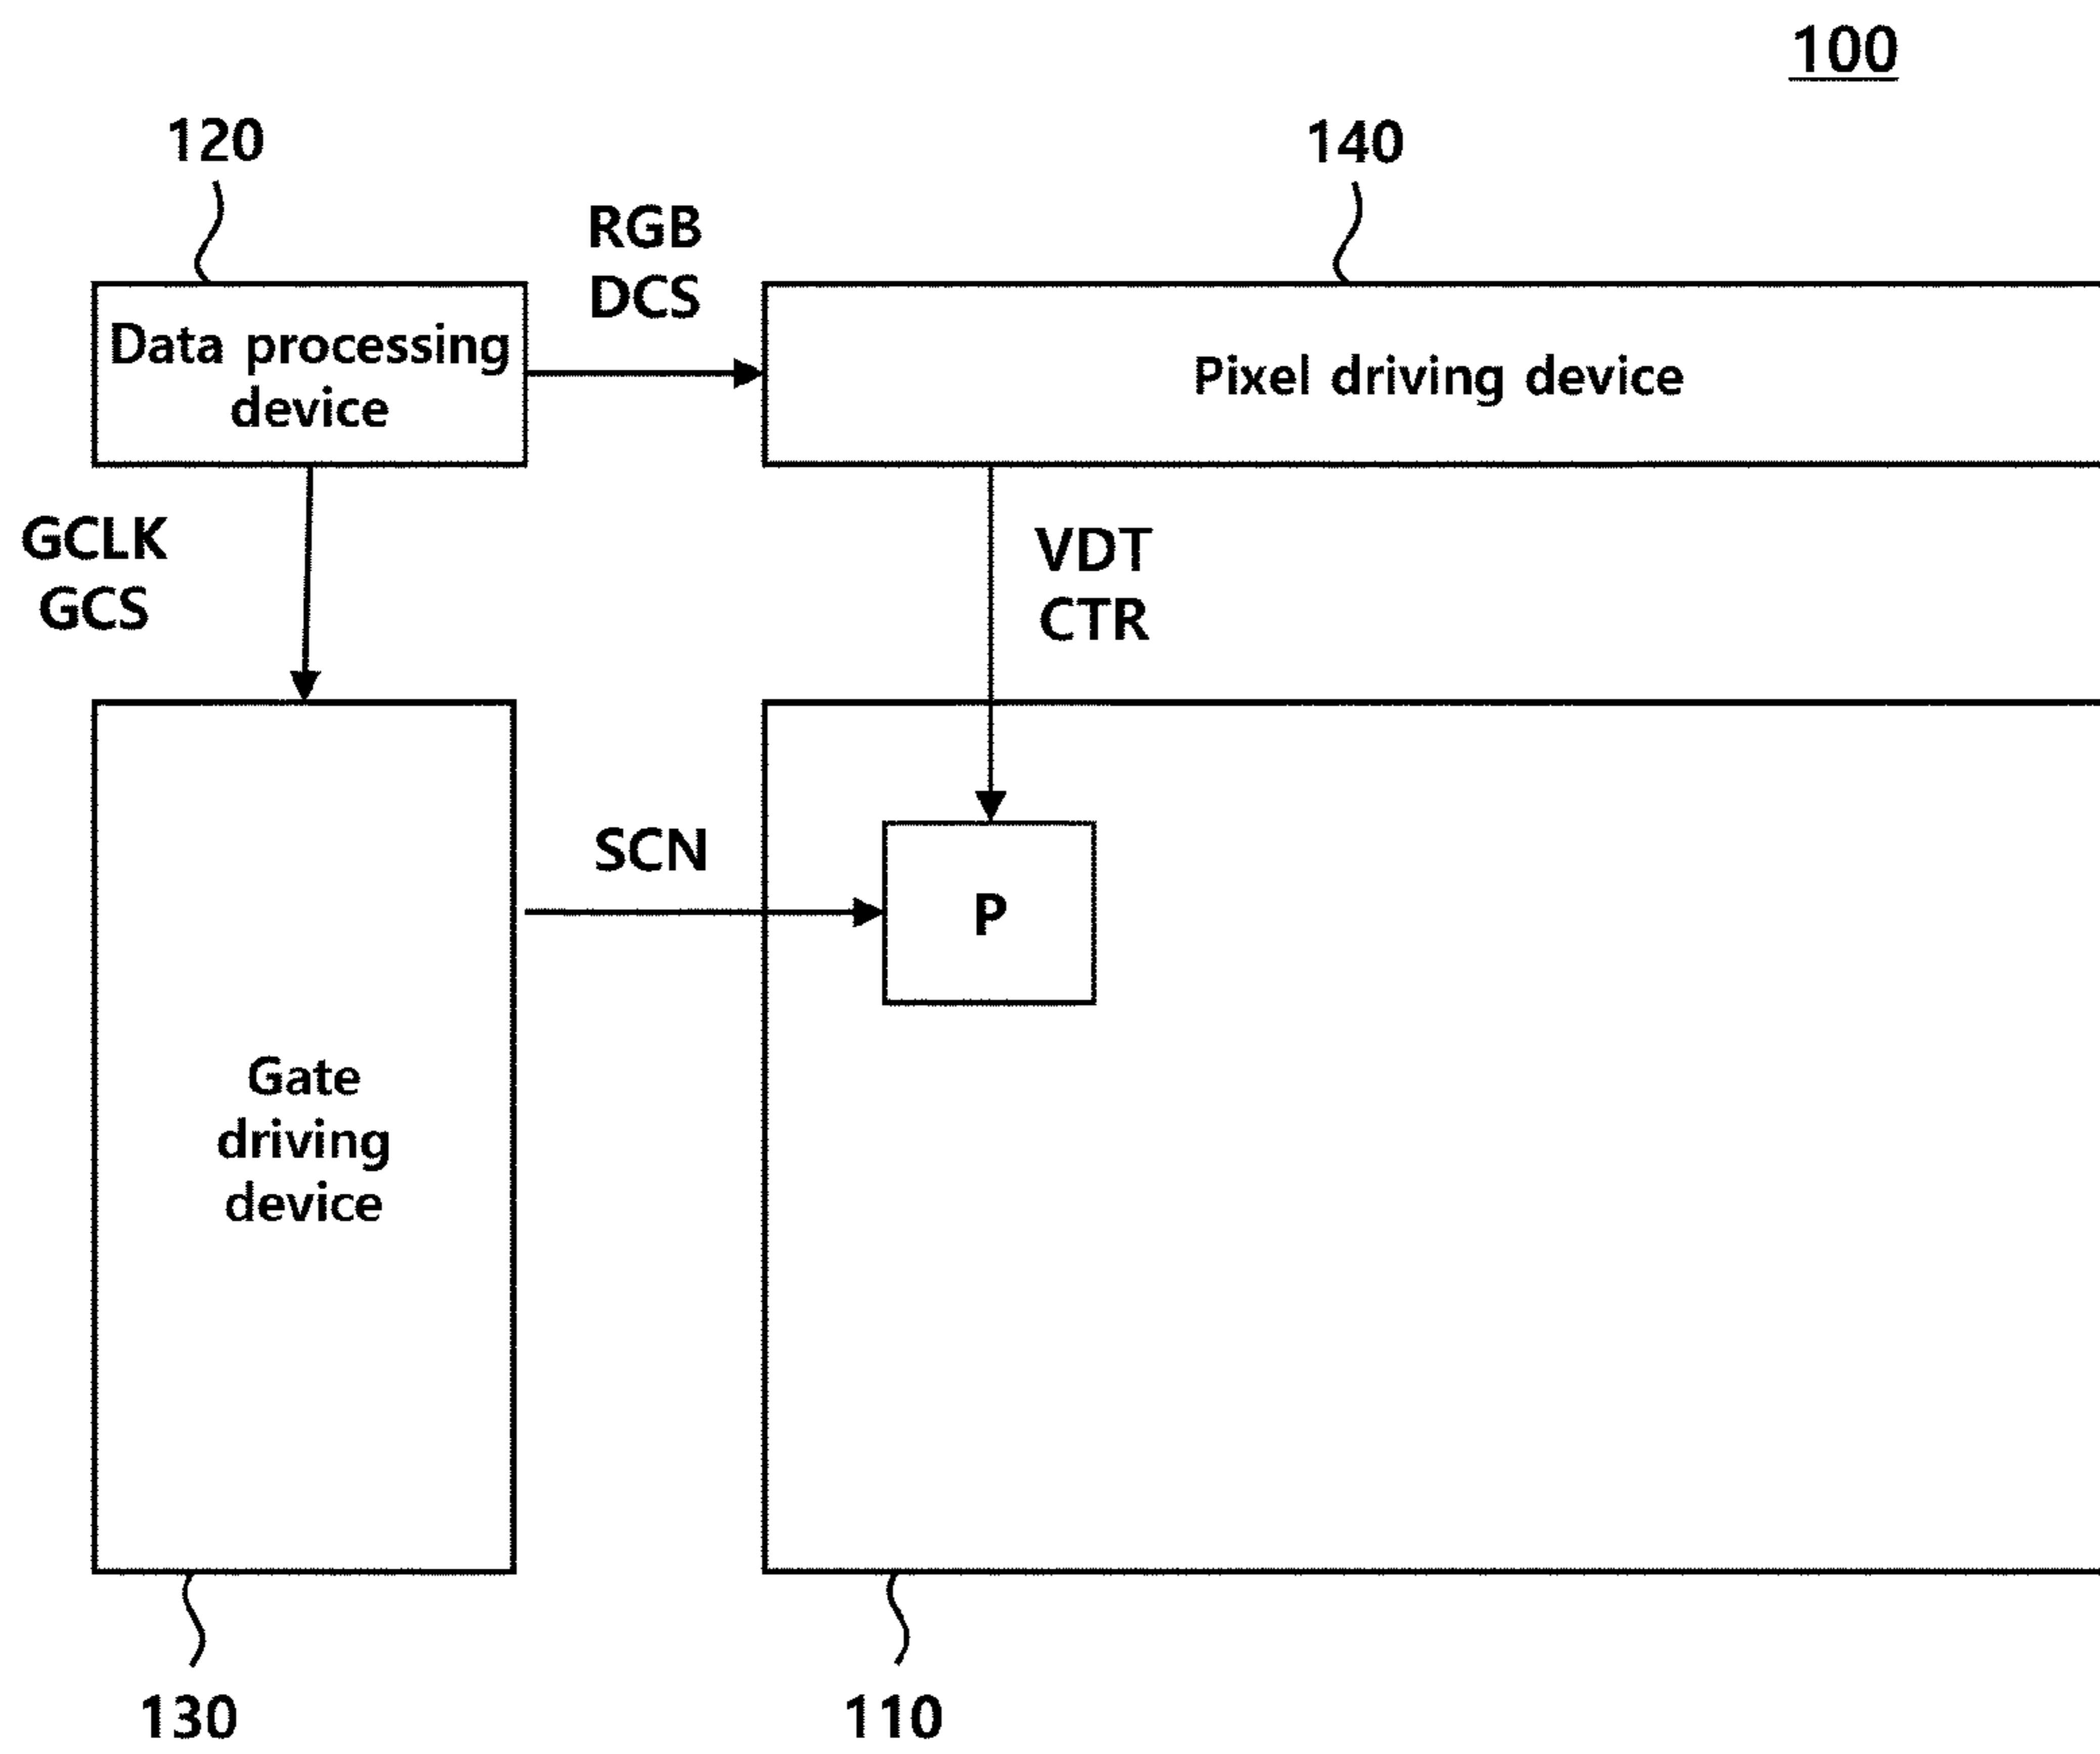 100
120
140
RGB
DCS
Data processing
device
Pixel driving device
GCLK
GCS
VDT
CTR
SCN
P
Gate
driving
device
130
110